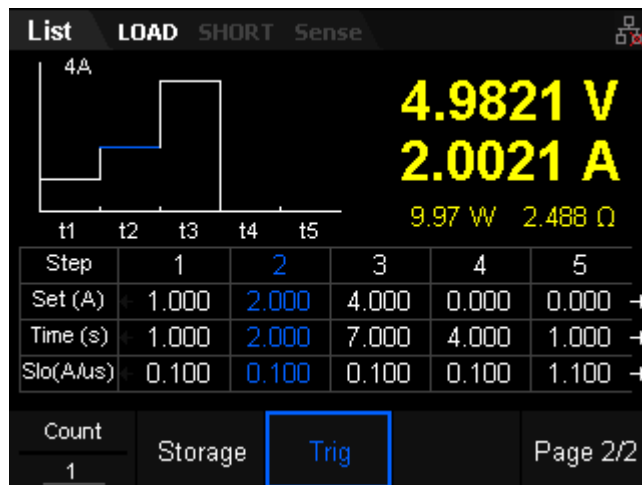 List LOAD SHORT Sense
4A
4.9821 V
2.0021 A
9.97 W 2.488 Ω
t1 t2 t3 t4 t5
Step 1 2 3 4 5
Set (A) 1.000 2.000 4.000 0.000 0.000
Time (s) 1.000 2.000 7.000 4.000 1.000
Slo(A/us) 0.100 0.100 0.100 0.100 1.100
Count
1
Storage Trig Page 2/2